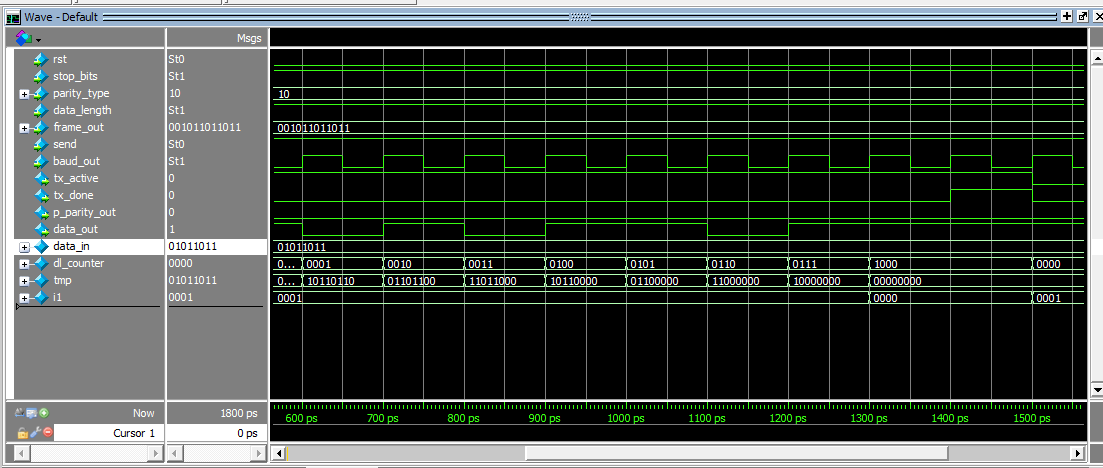 Wave - Default
Msgs
rst St0
stop_bits St1
parity_type 10 10
data_length St1
frame_out 001011011011 001011011011
send St0
baud_out St1
tx_active 0
tx_done 0
p_parity_out 0
data_out 1
data_in 01011011 01011011
dl_counter 0000 0... 0001 0010 0011 0100 0101 0110 0111 1000 0000
tmp 01011011 0... 10110110 01101100 11011000 10110000 01100000 11000000 10000000 00000000
i1 0001 0001 0000 0001
Now 1800 ps 600 ps 700 ps 800 ps 900 ps 1000 ps 1100 ps 1200 ps 1300 ps 1400 ps 1500 ps
Cursor 1 0 ps